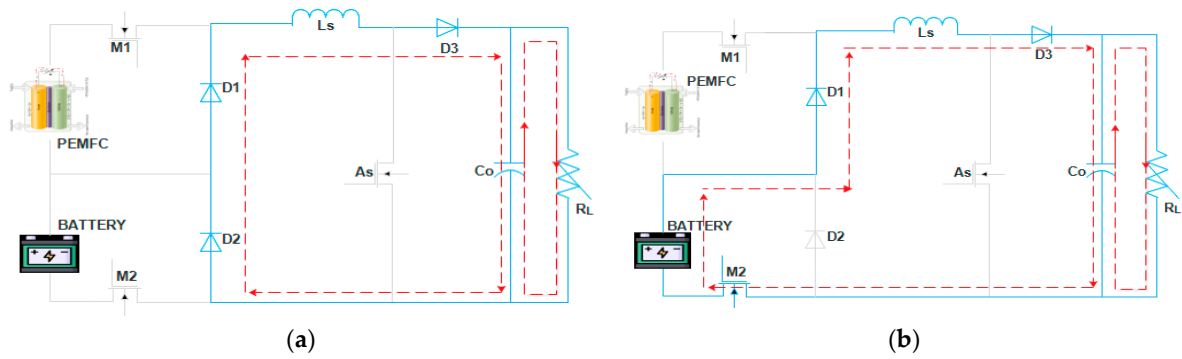 Ls
M1
D3
D1
PEMFC
As
Co
RL
BATTERY
D2
M2
(a)
Ls
M1
D3
PEMFC
D1
As
Co
RL
BATTERY
D2
M2
(b)